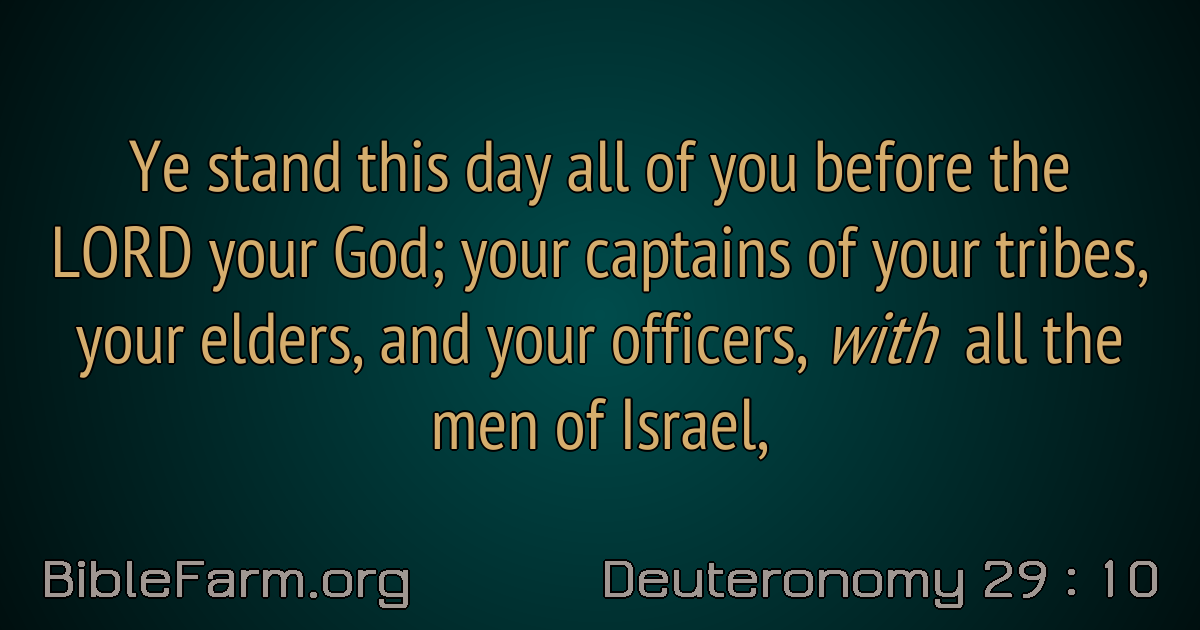 Ye stand this day all of you before the
LORD your God; your captains of your tribes,
your elders, and your officers, with all the
men of Israel,
BibleFarm.org
Deuteronomy 29 : 10